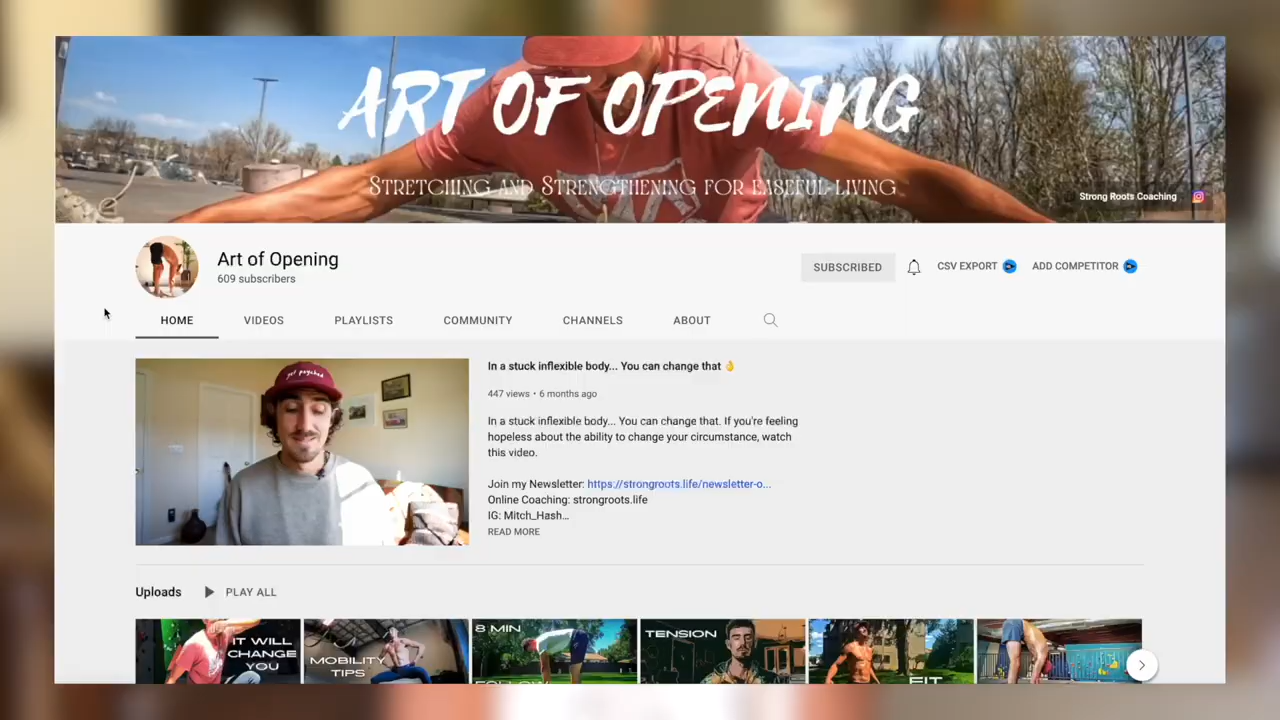 ART OF OPENING
STRETCHING AND STRENGTHENING FOR EASEFUL LIVING
Strong Roots Coaching
Art of Opening
609 subscribers
SUBSCRIBED
CSV EXPORT
ADD COMPETITOR
HOME
VIDEOS
PLAYLISTS
COMMUNITY
CHANNELS
ABOUT
get psyched
In a stuck inflexible body... You can change that 👌
447 views • 6 months ago
In a stuck inflexible body... You can change that. If you're feeling
hopeless about the ability to change your circumstance, watch
this video.
Join my Newsletter: https://strongroots.life/newsletter-o...
Online Coaching: strongroots.life
IG: Mitch_Hash...
READ MORE
Uploads
PLAY ALL
IT WILL
CHANGE
YOU
MOBILITY
TIPS
8 MIN
FOLLOW
TENSION
FIT